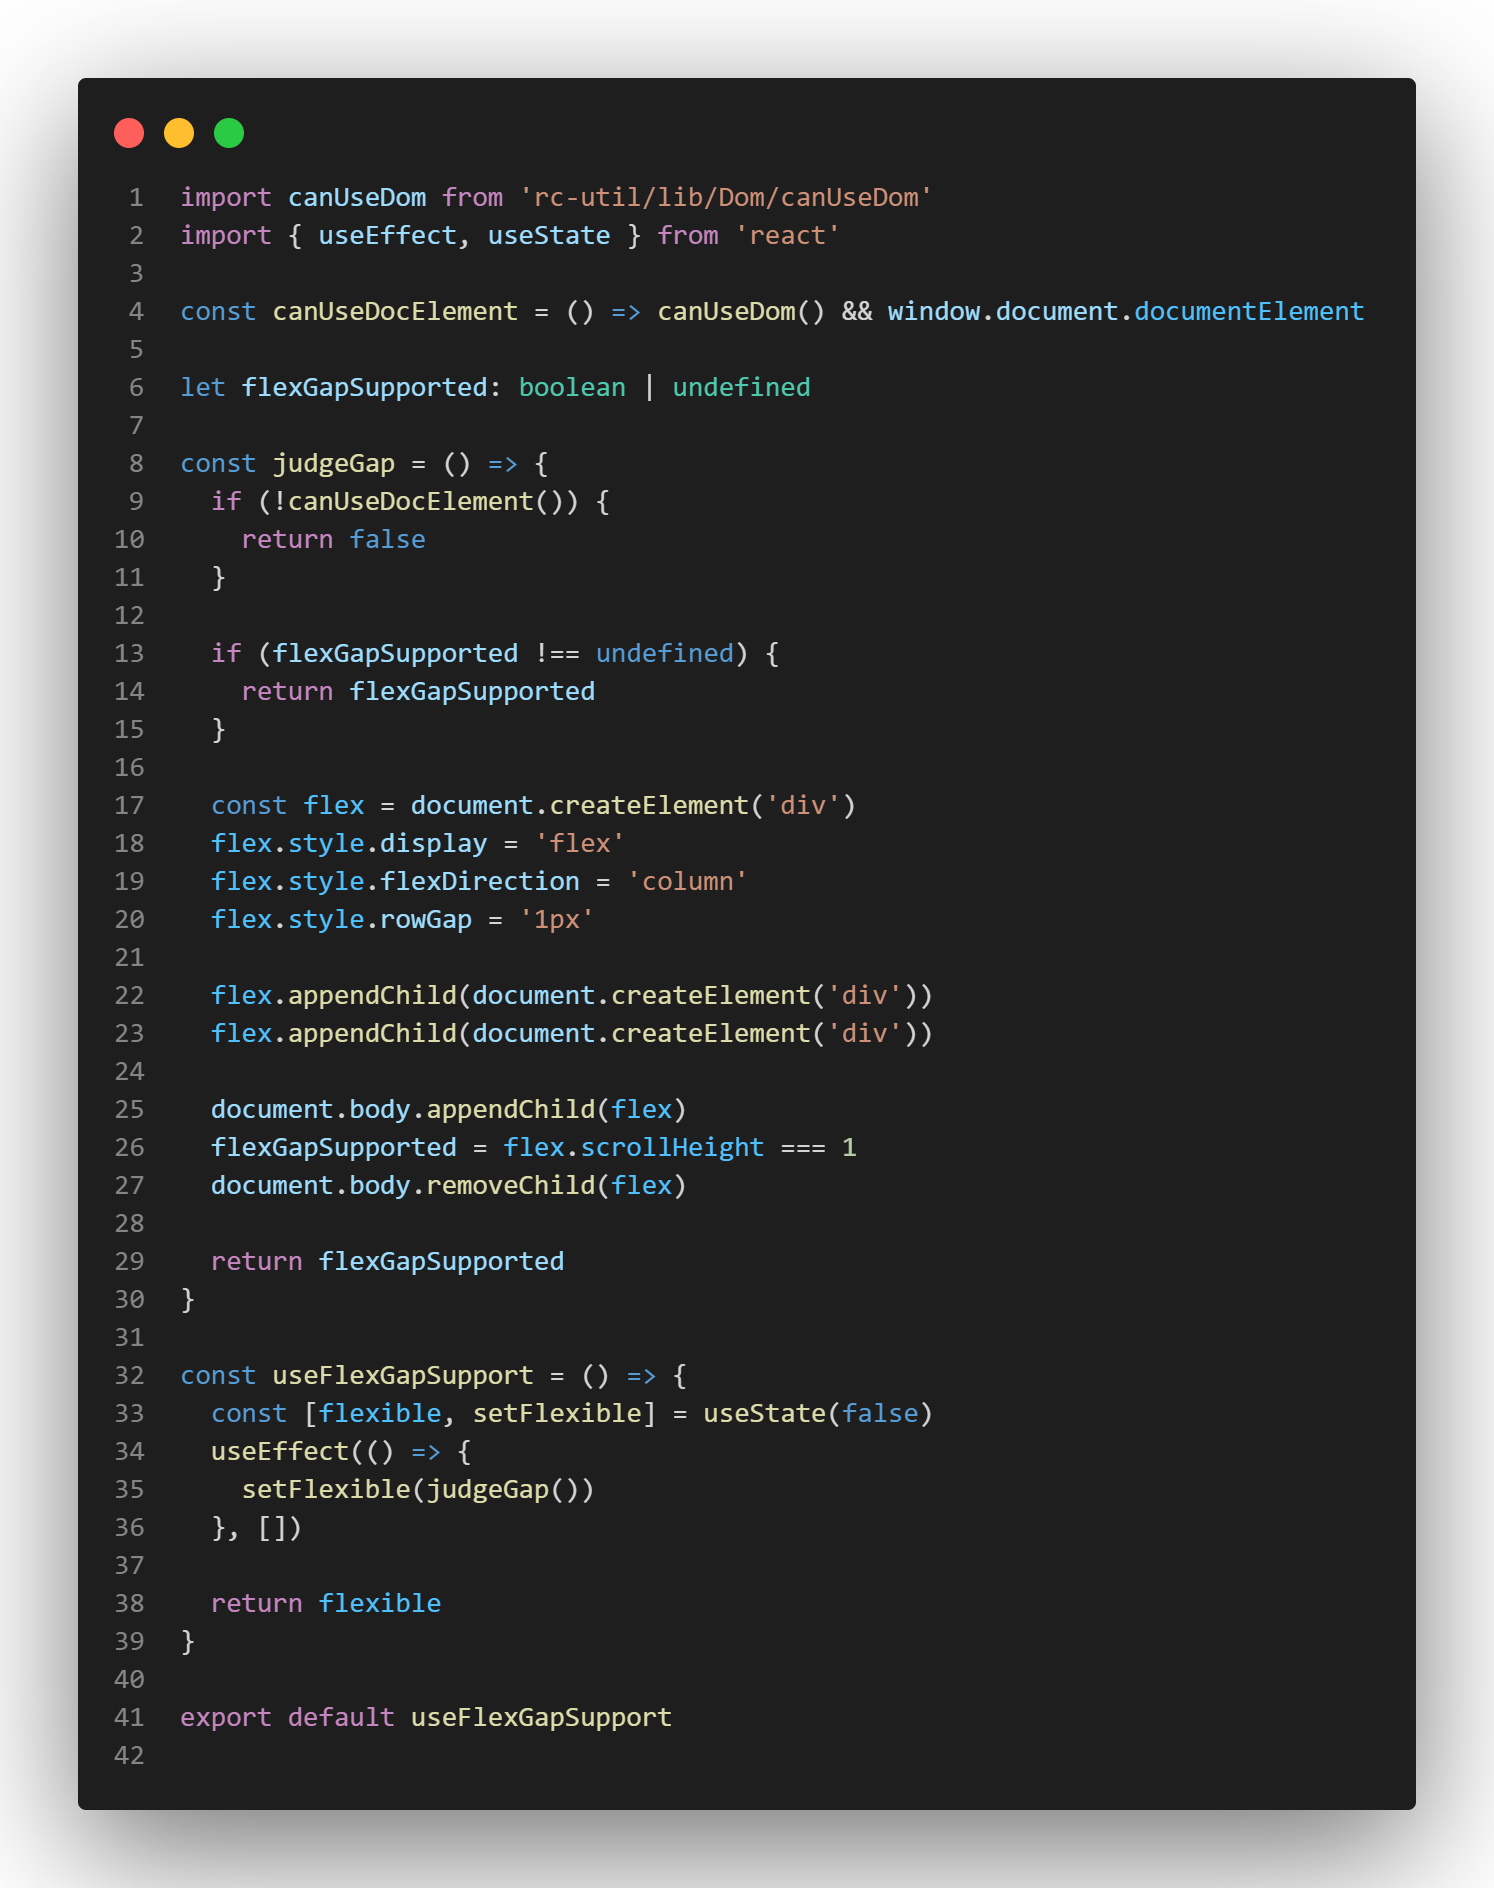 1 import canUseDom from 'rc-util/lib/Dom/canUseDom'
2 import { useEffect, useState } from 'react'
3
4 const canUseDocElement = () => canUseDom() && window.document.documentElement
5
6 let flexGapSupported: boolean | undefined
7
8 const judgeGap = () => {
9   if (!canUseDocElement()) {
10     return false
11   }
12
13   if (flexGapSupported !== undefined) {
14     return flexGapSupported
15   }
16
17   const flex = document.createElement('div')
18   flex.style.display = 'flex'
19   flex.style.flexDirection = 'column'
20   flex.style.rowGap = '1px'
21
22   flex.appendChild(document.createElement('div'))
23   flex.appendChild(document.createElement('div'))
24
25   document.body.appendChild(flex)
26   flexGapSupported = flex.scrollHeight === 1
27   document.body.removeChild(flex)
28
29   return flexGapSupported
30 }
31
32 const useFlexGapSupport = () => {
33   const [flexible, setFlexible] = useState(false)
34   useEffect(() => {
35     setFlexible(judgeGap())
36   }, [])
37
38   return flexible
39 }
40
41 export default useFlexGapSupport
42